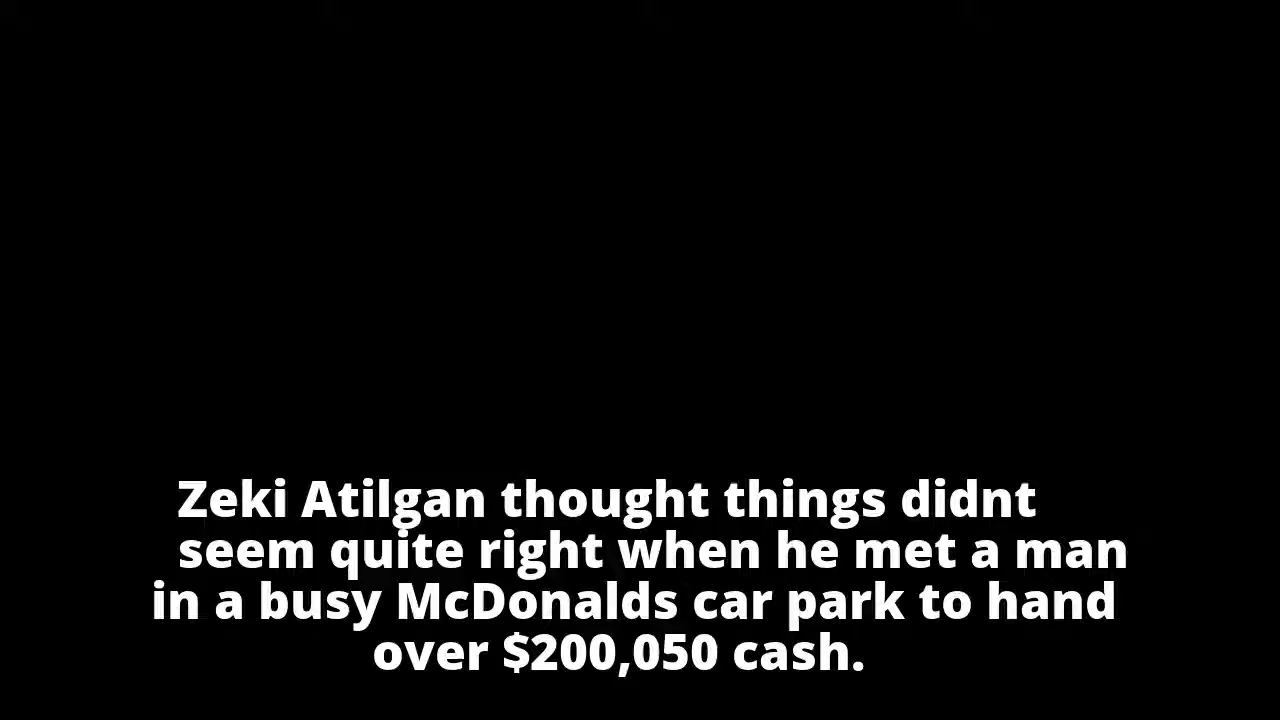 Zeki Atilgan thought things didnt
seem quite right when he met a man
in a busy McDonalds car park to hand
over $200,050 cash.